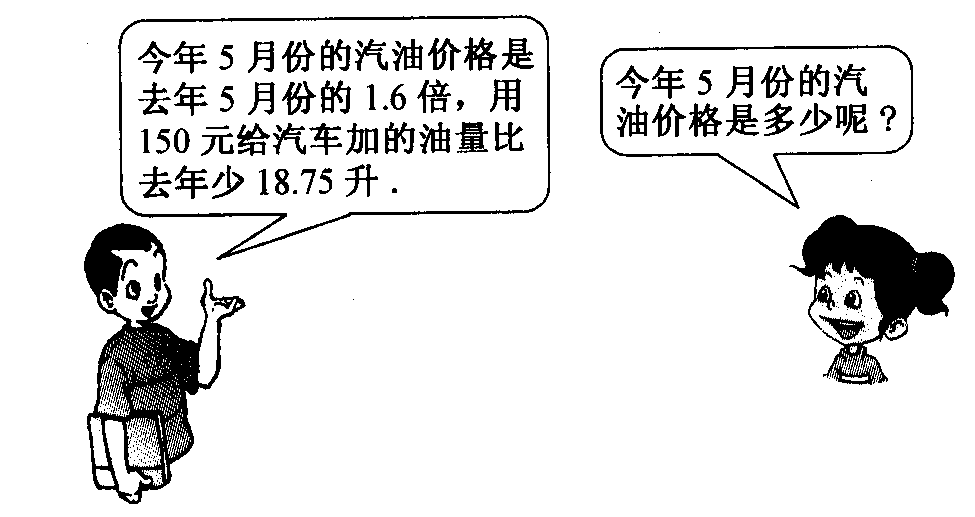 今年 5 月份的汽油价格是
去年 5 月份的 1.6 倍，用
150 元给汽车加的油量比
去年少 18.75 升．
今年 5 月份的汽
油价格是多少呢？